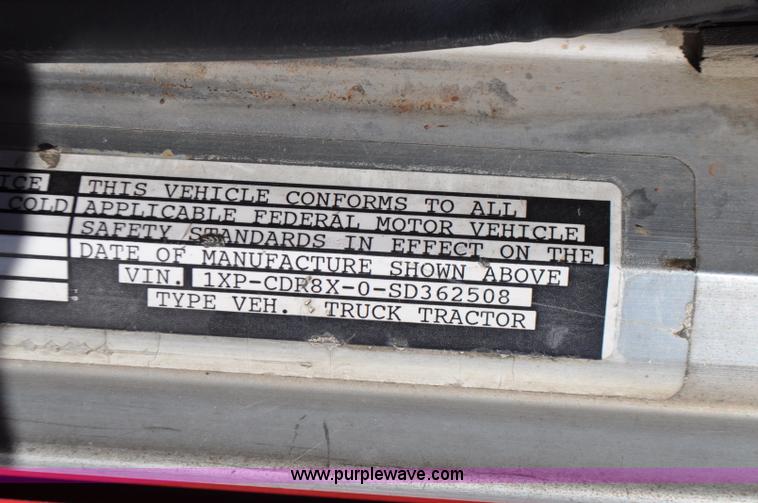 ICE THIS VEHICLE CONFORMS TO ALL
COLD APPLICABLE FEDERAL MOTOR VEHICLE
SAFETY STANDARDS IN EFFECT ON THE
DATE OF MANUFACTURE SHOWN ABOVE
VIN. 1XP-CDR8X-0-SD362508
TYPE VEH. TRUCK TRACTOR
www.purplewave.com